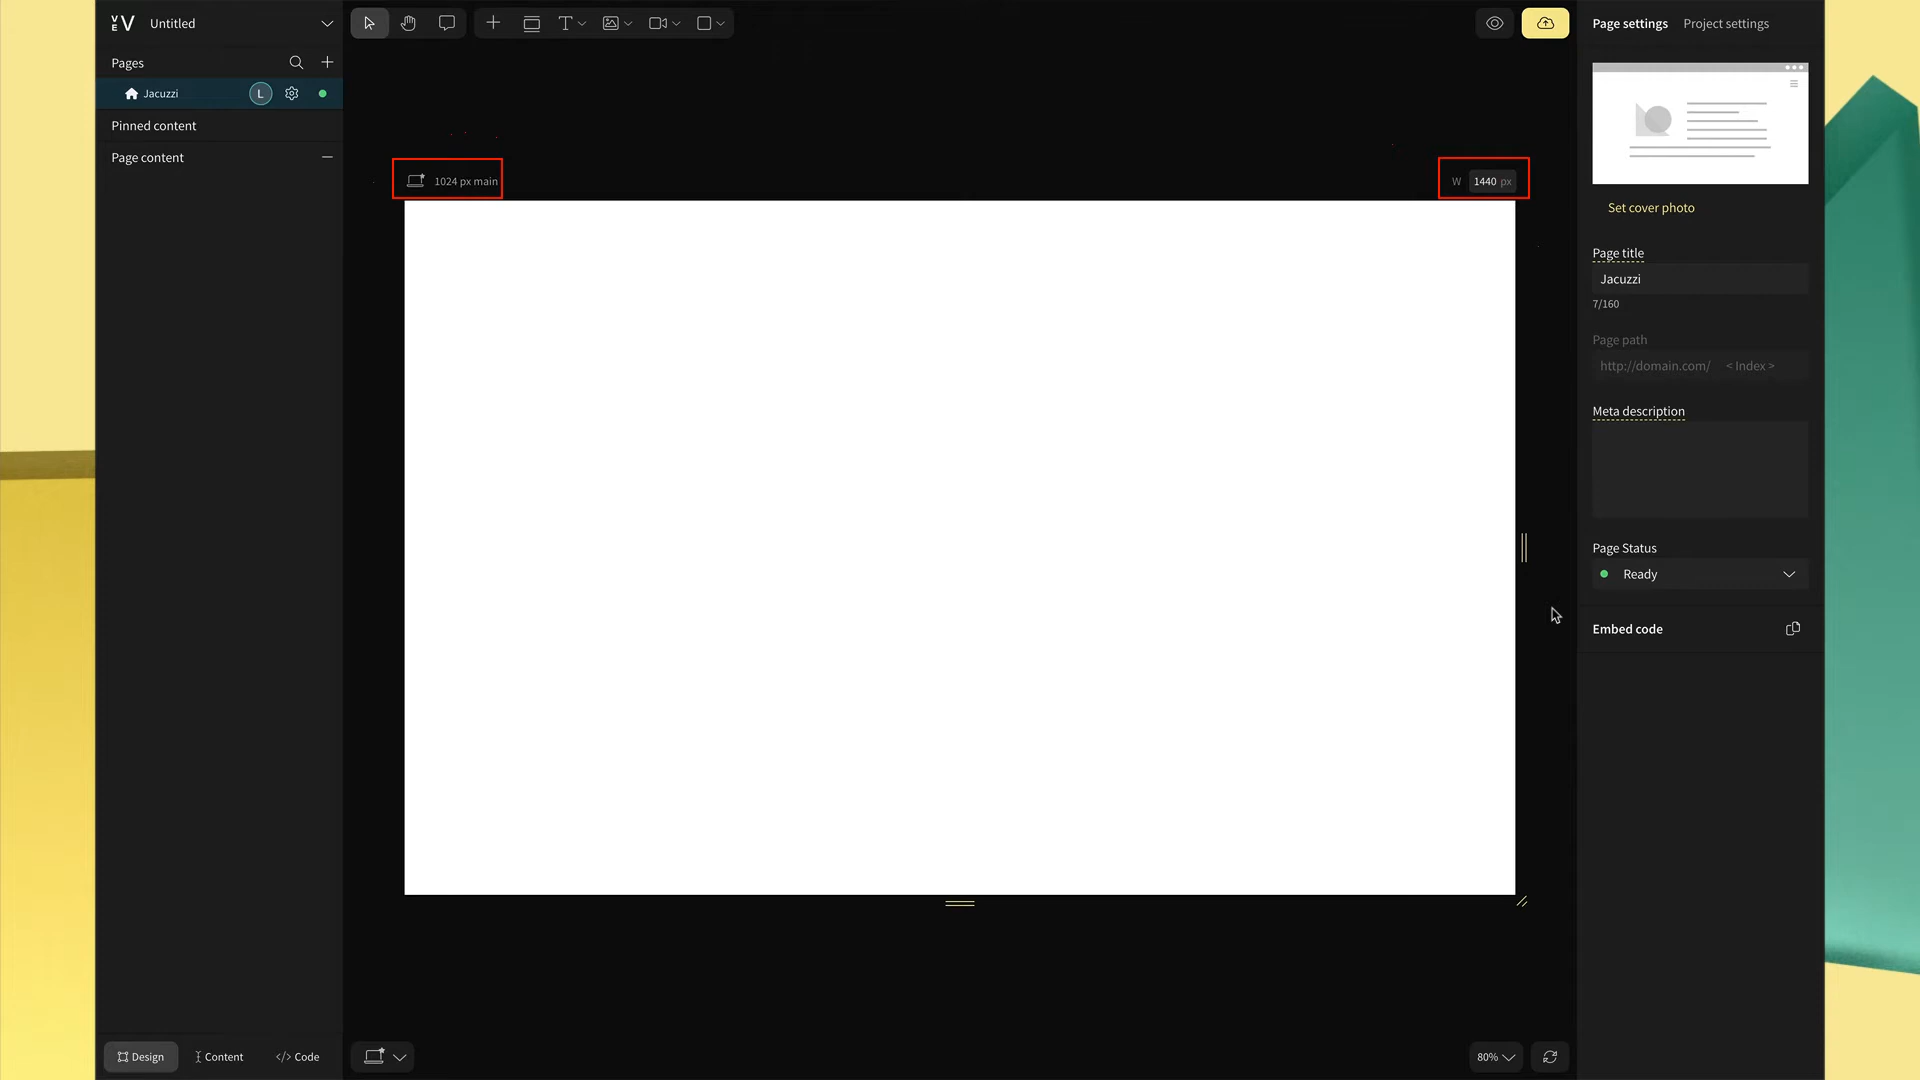 VEV
Untitled
Page settings
Project settings
Pages
Jacuzzi
L
Pinned content
Page content
1024 px main
W 1440 px
Set cover photo
Page title
Jacuzzi
7/160
Page path
http://domain.com/ < Index >
Meta description
Page Status
Ready
Embed code
Design
Content
</> Code
80%